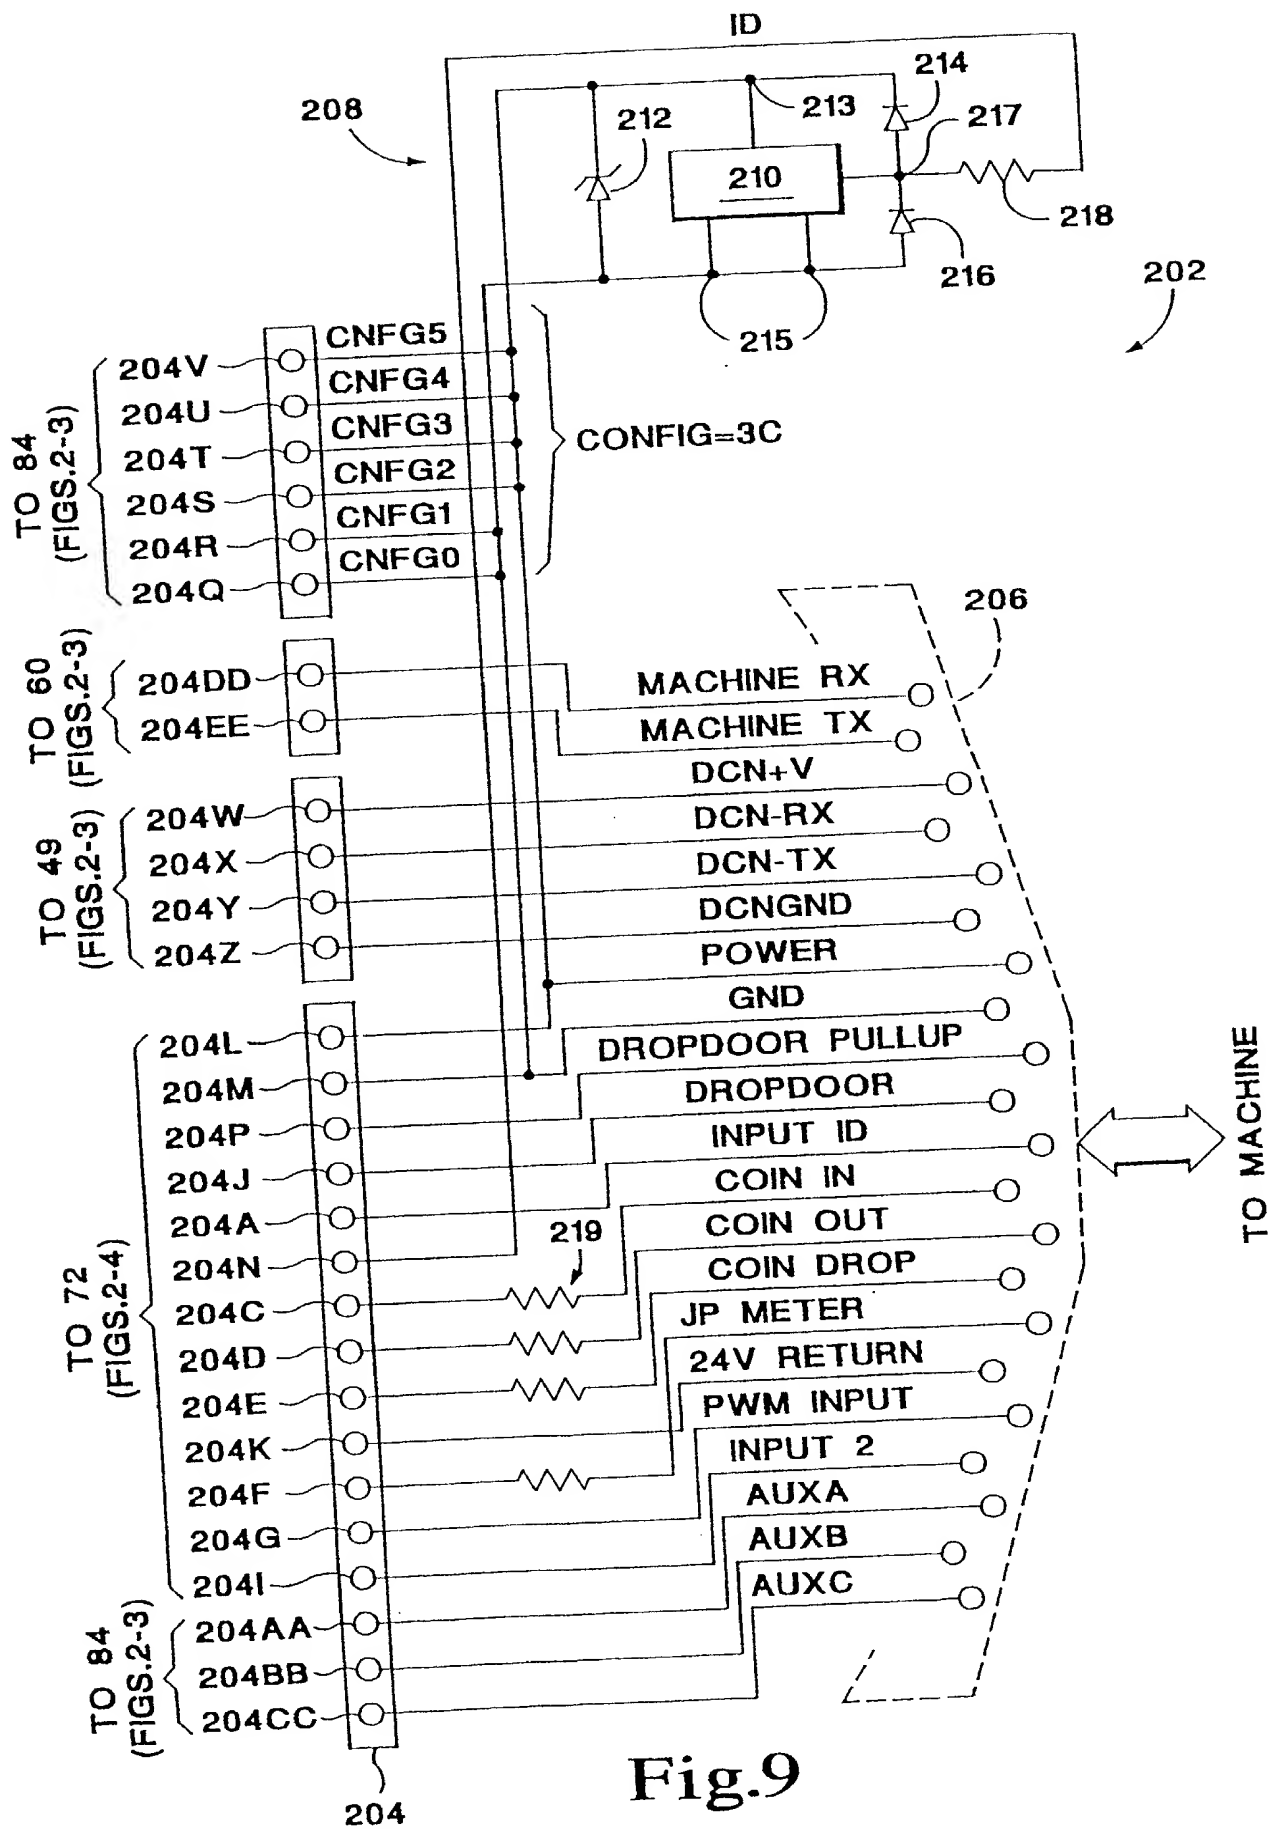 ID
208
212
213
214
217
210
218
216
202
215
TO 84
(FIGS.2-3)
204V
CNFG5
204U
CNFG4
204T
CNFG3
204S
CNFG2
204R
CNFG1
204Q
CNFG0
CONFIG=3C
206
TO 60
(FIGS.2-3)
204DD
MACHINE RX
204EE
MACHINE TX
TO 49
(FIGS.2-3)
204W
DCN+V
204X
DCN-RX
204Y
DCN-TX
204Z
DCNGND
TO 72
(FIGS.2-4)
204L
POWER
204M
GND
204P
DROPDOOR PULLUP
204J
DROPDOOR
204A
INPUT ID
204N
219
204C
COIN IN
204D
COIN OUT
204E
COIN DROP
204K
JP METER
204F
24V RETURN
204G
PWM INPUT
204I
INPUT 2
TO 84
(FIGS.2-3)
204AA
AUXA
204BB
AUXB
204CC
AUXC
TO MACHINE
204
Fig.9